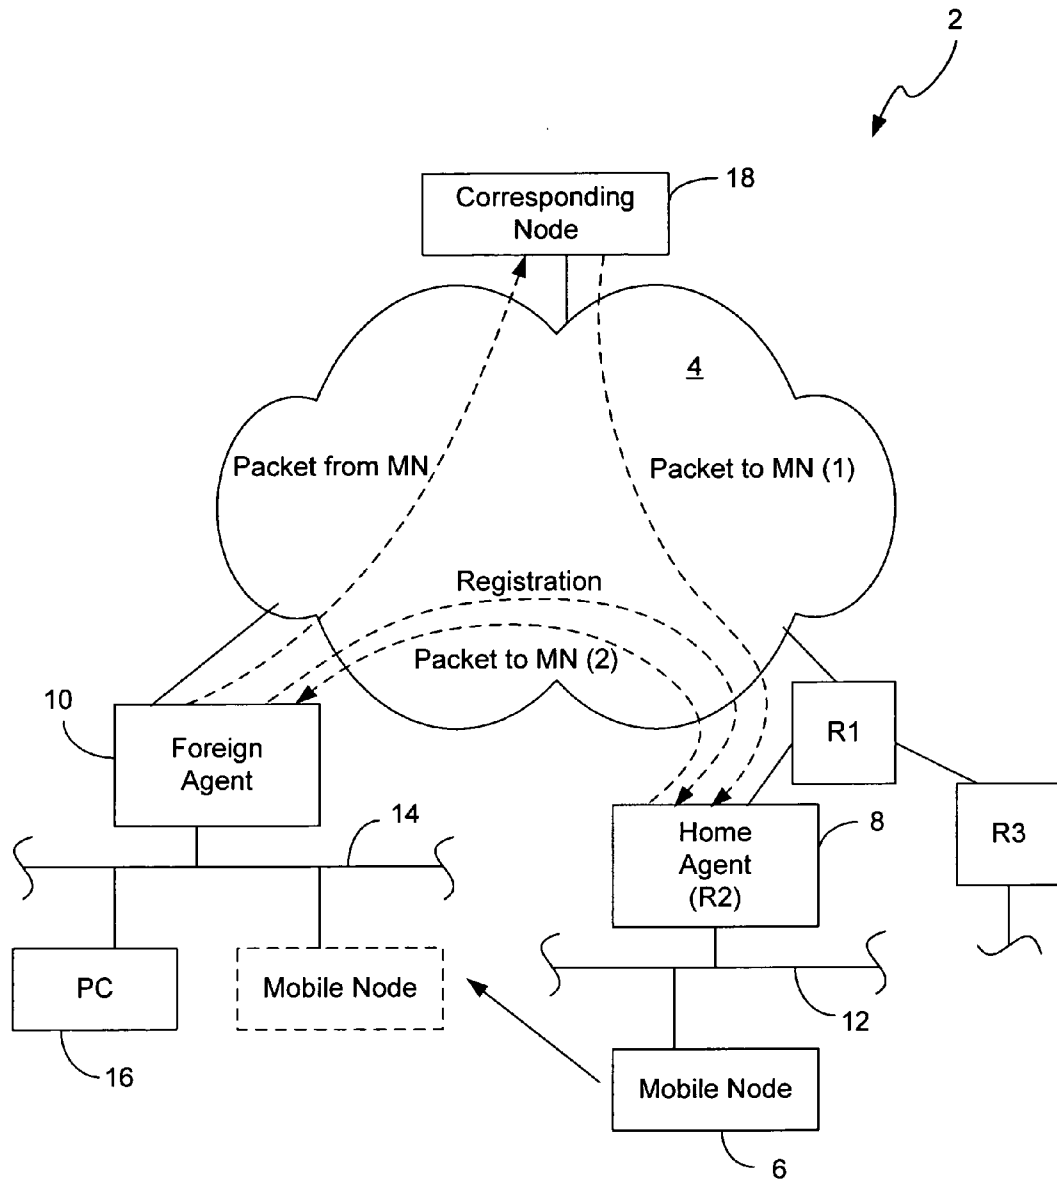 2
Corresponding
Node
18
4
Packet from MN
Packet to MN (1)
Registration
Packet to MN (2)
10
Foreign
Agent
R1
14
8
Home
Agent
(R2)
R3
PC
Mobile Node
12
16
Mobile Node
6